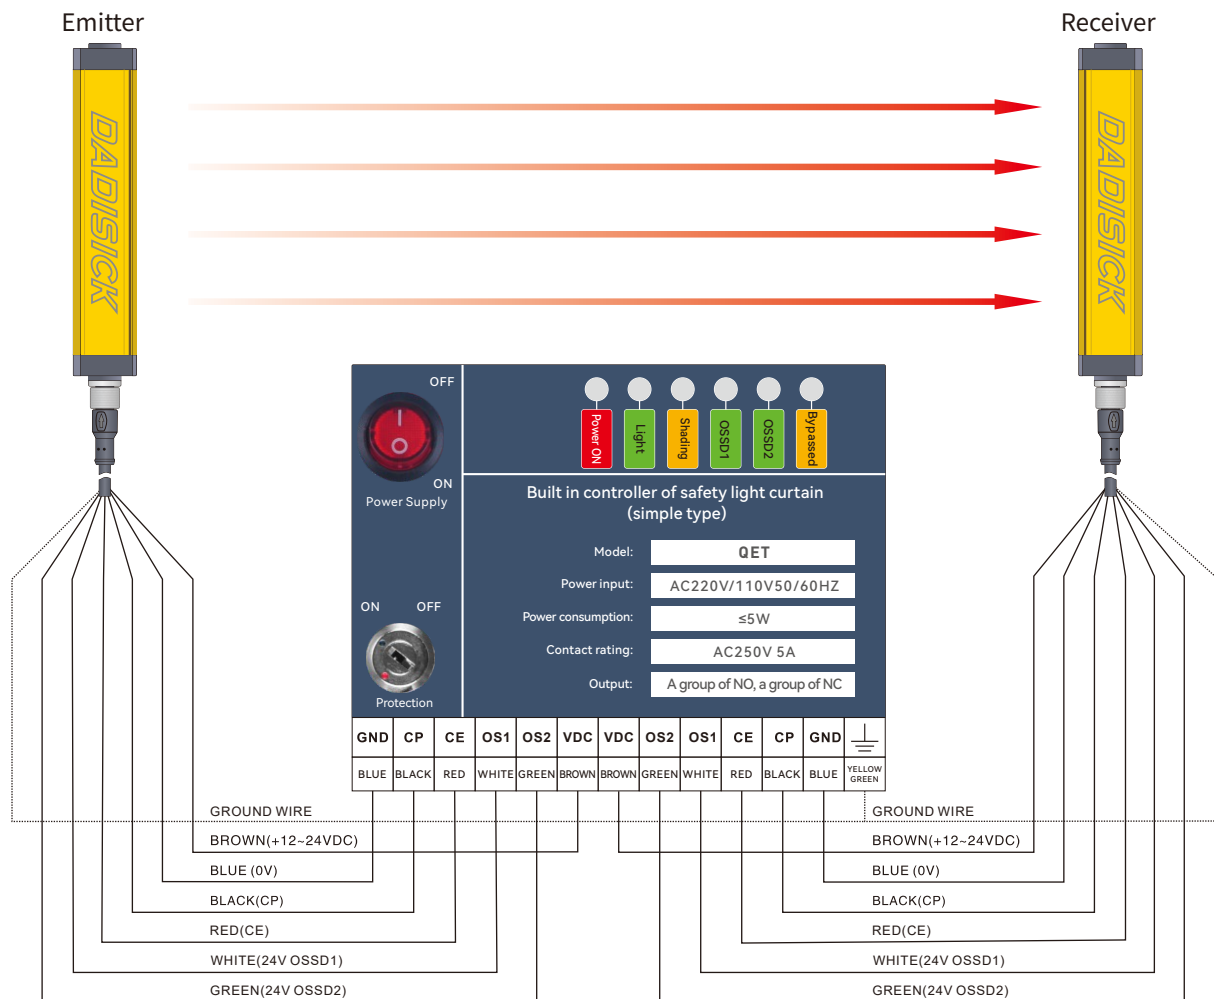 Emitter
Receiver
DADISICK
DADISICK
OFF
ON
Power Supply
ON OFF
Protection
Power ON
Light
Shading
OSSD1
OSSD2
Bypassed
Built in controller of safety light curtain
(simple type)
Model: QET
Power input: AC220V/110V50/60HZ
Power consumption: ≤5W
Contact rating: AC250V 5A
Output: A group of NO, a group of NC
GND CP CE OS1 OS2 VDC VDC OS2 OS1 CE CP GND
BLUE BLACK RED WHITE GREEN BROWN BROWN GREEN WHITE RED BLACK BLUE YELLOW
GREEN
GROUND WIRE GROUND WIRE
BROWN(+12~24VDC) BROWN(+12~24VDC)
BLUE (0V) BLUE (0V)
BLACK(CP) BLACK(CP)
RED(CE) RED(CE)
WHITE(24V OSSD1) WHITE(24V OSSD1)
GREEN(24V OSSD2) GREEN(24V OSSD2)